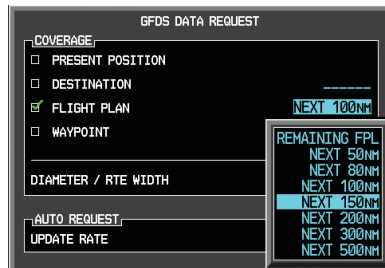 GFDS DATA REQUEST
COVERAGE
PRESENT POSITION
DESTINATION ______
FLIGHT PLAN NEXT 100NM
WAYPOINT
DIAMETER / RTE WIDTH
AUTO REQUEST
UPDATE RATE
REMAINING FPL
NEXT 50NM
NEXT 80NM
NEXT 100NM
NEXT 150NM
NEXT 200NM
NEXT 300NM
NEXT 500NM